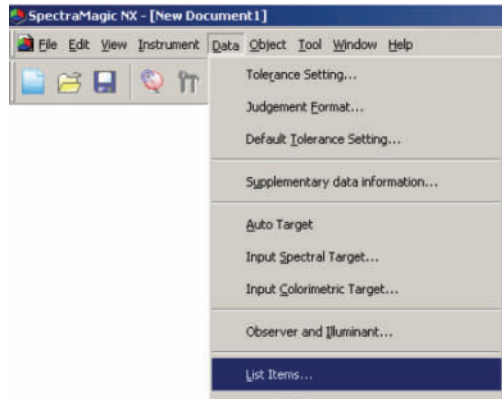 SpectraMagic NX - [New Document1]
File Edit View Instrument Data Object Tool Window Help
Tolerance Setting...
Judgement Format...
Default Tolerance Setting...
Supplementary data information...
Auto Target
Input Spectral Target...
Input Colorimetric Target...
Observer and Illuminant...
List Items...